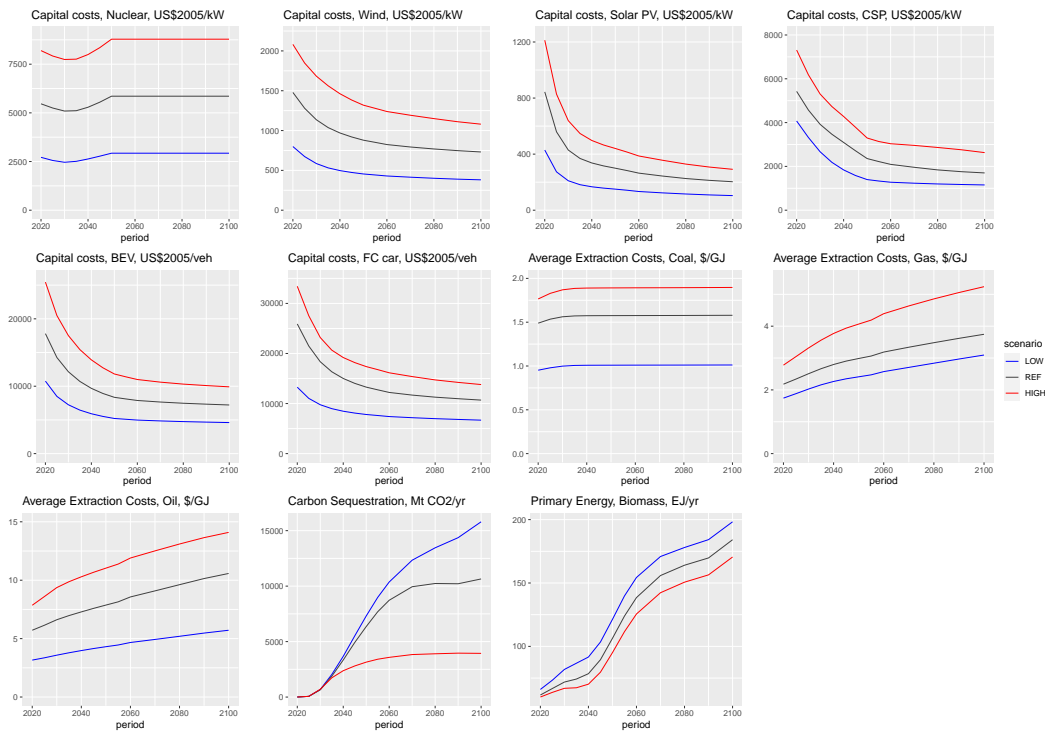 Capital costs, Nuclear, US$2005/kW
7500
5000
2500
0
2020 2040 2060 2080 2100
period
Capital costs, Wind, US$2005/kW
2000
1500
1000
500
0
2020 2040 2060 2080 2100
period
Capital costs, Solar PV, US$2005/kW
1200
800
400
0
2020 2040 2060 2080 2100
period
Capital costs, CSP, US$2005/kW
8000
6000
4000
2000
0
2020 2040 2060 2080 2100
period
Capital costs, BEV, US$2005/veh
20000
10000
0
2020 2040 2060 2080 2100
period
Capital costs, FC car, US$2005/veh
30000
20000
10000
0
2020 2040 2060 2080 2100
period
Average Extraction Costs, Coal, $/GJ
2.0
1.5
1.0
0.5
0.0
2020 2040 2060 2080 2100
period
Average Extraction Costs, Gas, $/GJ
4
2
0
2020 2040 2060 2080 2100
period
scenario
LOW
REF
HIGH
Average Extraction Costs, Oil, $/GJ
15
10
5
0
2020 2040 2060 2080 2100
period
Carbon Sequestration, Mt CO2/yr
15000
10000
5000
0
2020 2040 2060 2080 2100
period
Primary Energy, Biomass, EJ/yr
200
150
100
2020 2040 2060 2080 2100
period